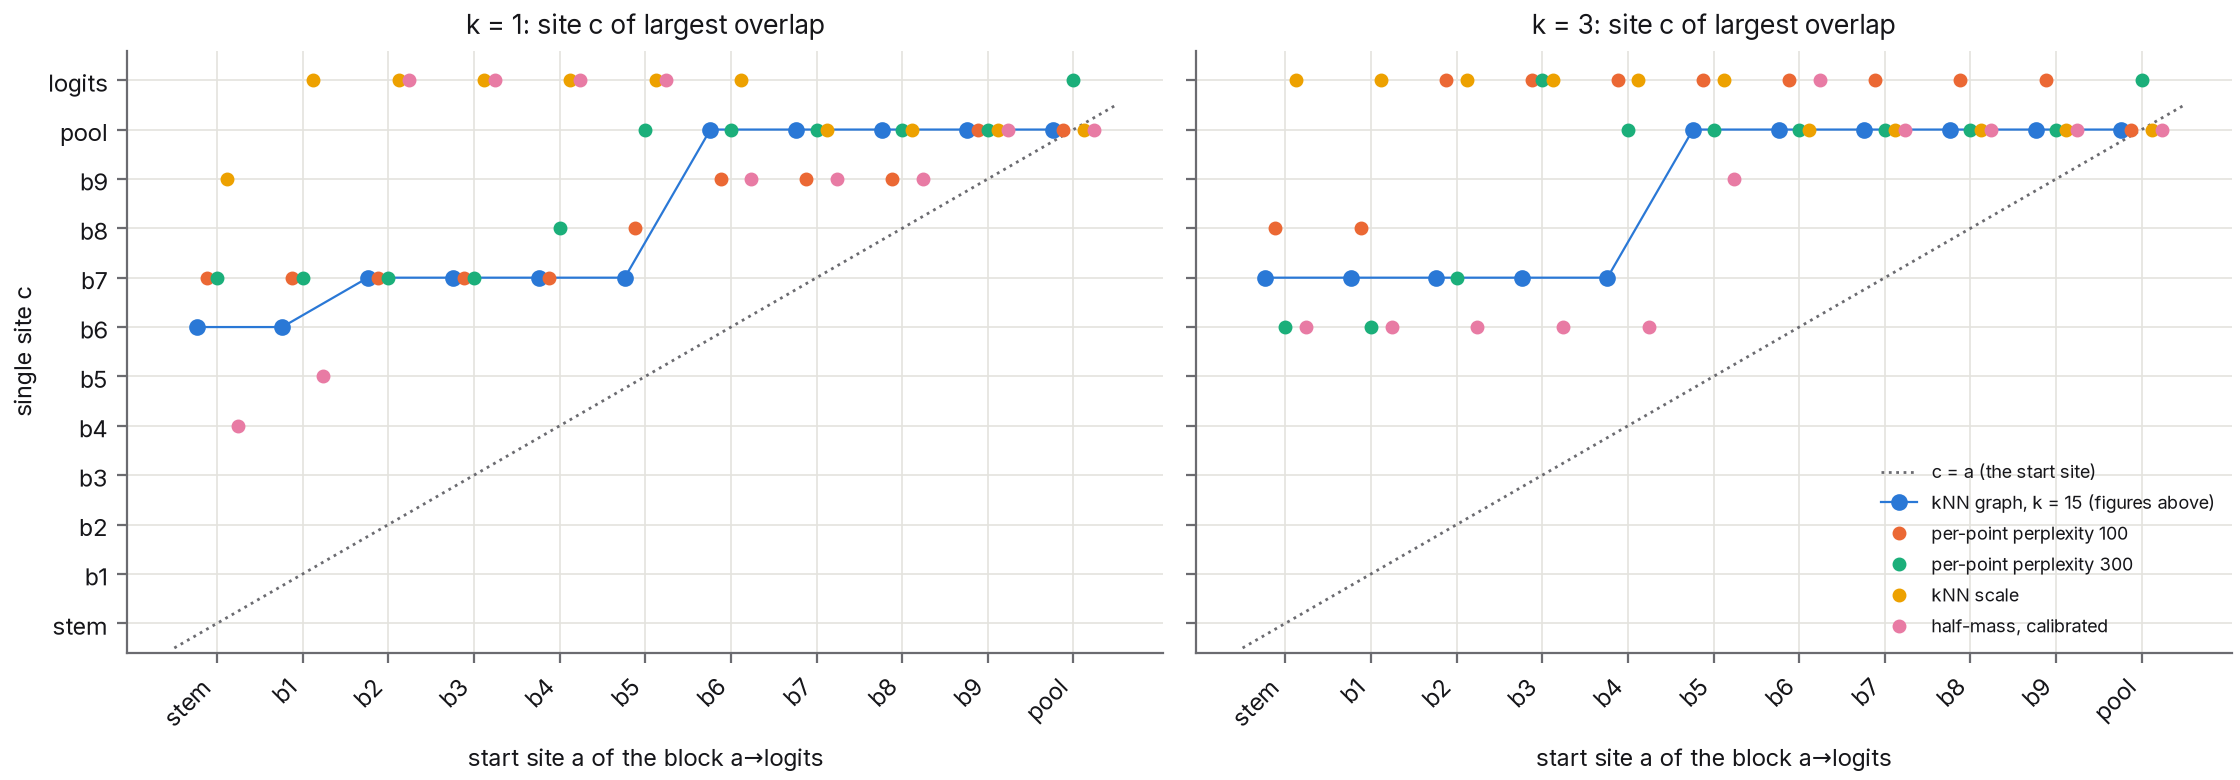 k = 1: site c of largest overlap
k = 3: site c of largest overlap
single site c
logits
pool
b9
b8
b7
b6
b5
b4
b3
b2
b1
stem
c = a (the start site)
kNN graph, k = 15 (figures above)
per-point perplexity 100
per-point perplexity 300
kNN scale
half-mass, calibrated
stem b1 b2 b3 b4 b5 b6 b7 b8 b9 pool
stem b1 b2 b3 b4 b5 b6 b7 b8 b9 pool
start site a of the block a→logits
start site a of the block a→logits